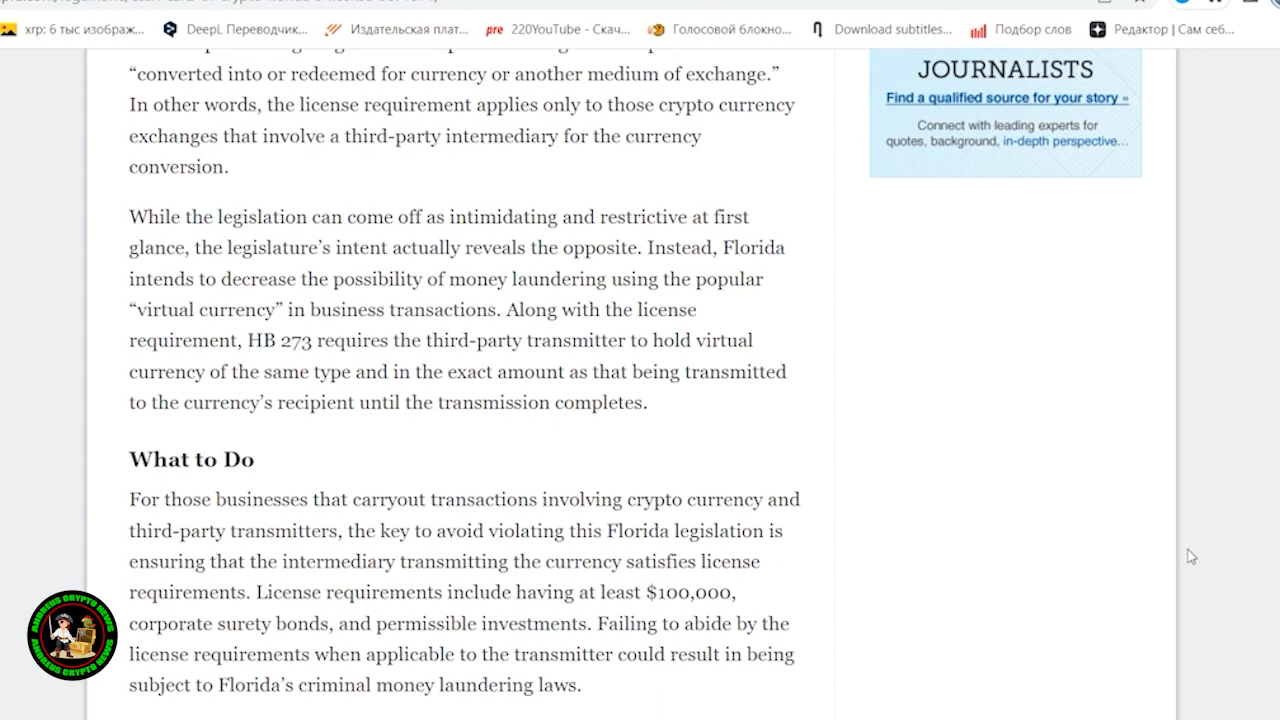 xrp: 6 тыс изображ...
DeepL Переводчик...
Издательская плат...
pre 220YouTube - Скач...
Голосовой блокно...
Download subtitles...
Подбор слов
Редактор | Сам себ...
“converted into or redeemed for currency or another medium of exchange.”
In other words, the license requirement applies only to those crypto currency
exchanges that involve a third-party intermediary for the currency
conversion.
While the legislation can come off as intimidating and restrictive at first
glance, the legislature’s intent actually reveals the opposite. Instead, Florida
intends to decrease the possibility of money laundering using the popular
“virtual currency” in business transactions. Along with the license
requirement, HB 273 requires the third-party transmitter to hold virtual
currency of the same type and in the exact amount as that being transmitted
to the currency’s recipient until the transmission completes.
What to Do
For those businesses that carryout transactions involving crypto currency and
third-party transmitters, the key to avoid violating this Florida legislation is
ensuring that the intermediary transmitting the currency satisfies license
requirements. License requirements include having at least $100,000,
corporate surety bonds, and permissible investments. Failing to abide by the
license requirements when applicable to the transmitter could result in being
subject to Florida’s criminal money laundering laws.
JOURNALISTS
Find a qualified source for your story »
Connect with leading experts for
quotes, background, in-depth perspective...
ANDREUS CRYPTO NEWS
ANDREUS CRYPTO NEWS